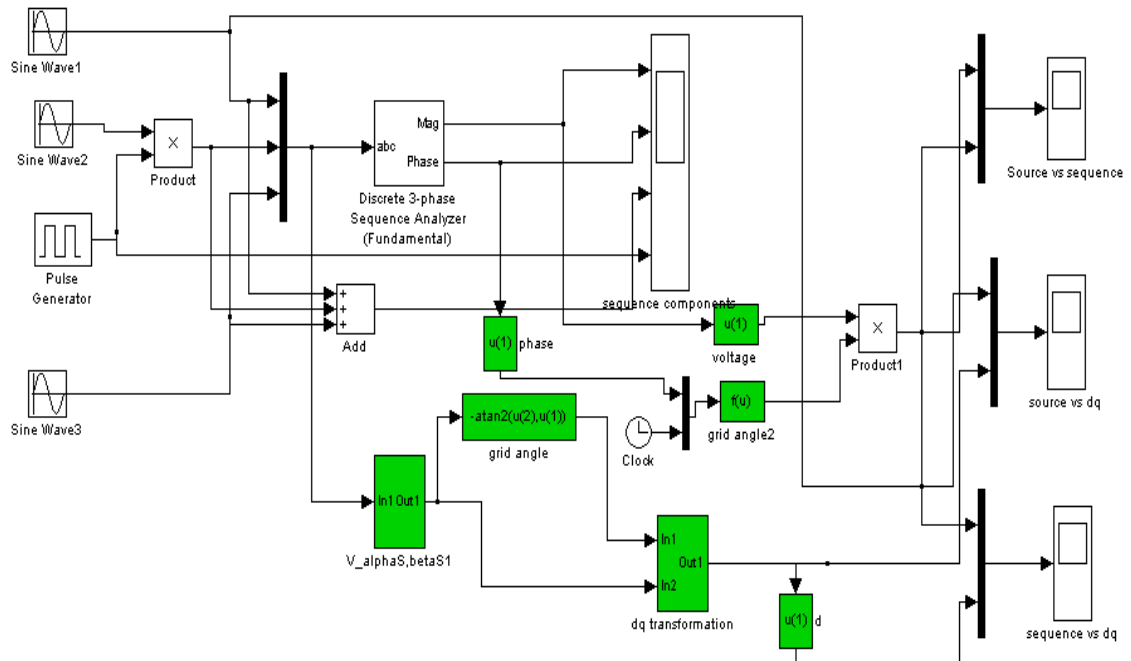 Sine Wave1
Sine Wave2
X
Product
Pulse
Generator
Sine Wave3
abc
Mag
Phase
Discrete 3-phase
Sequence Analyzer
(Fundamental)
+
+
+
Add
sequence components
u(1)
phase
u(1)
voltage
X
Product1
-atan2(u(2),u(1))
grid angle
Clock
f(u)
grid angle2
In1 Out1
V_alphaS,betaS1
In1
In2
Out1
dq transformation
u(1)
d
Source vs sequence
source vs dq
sequence vs dq